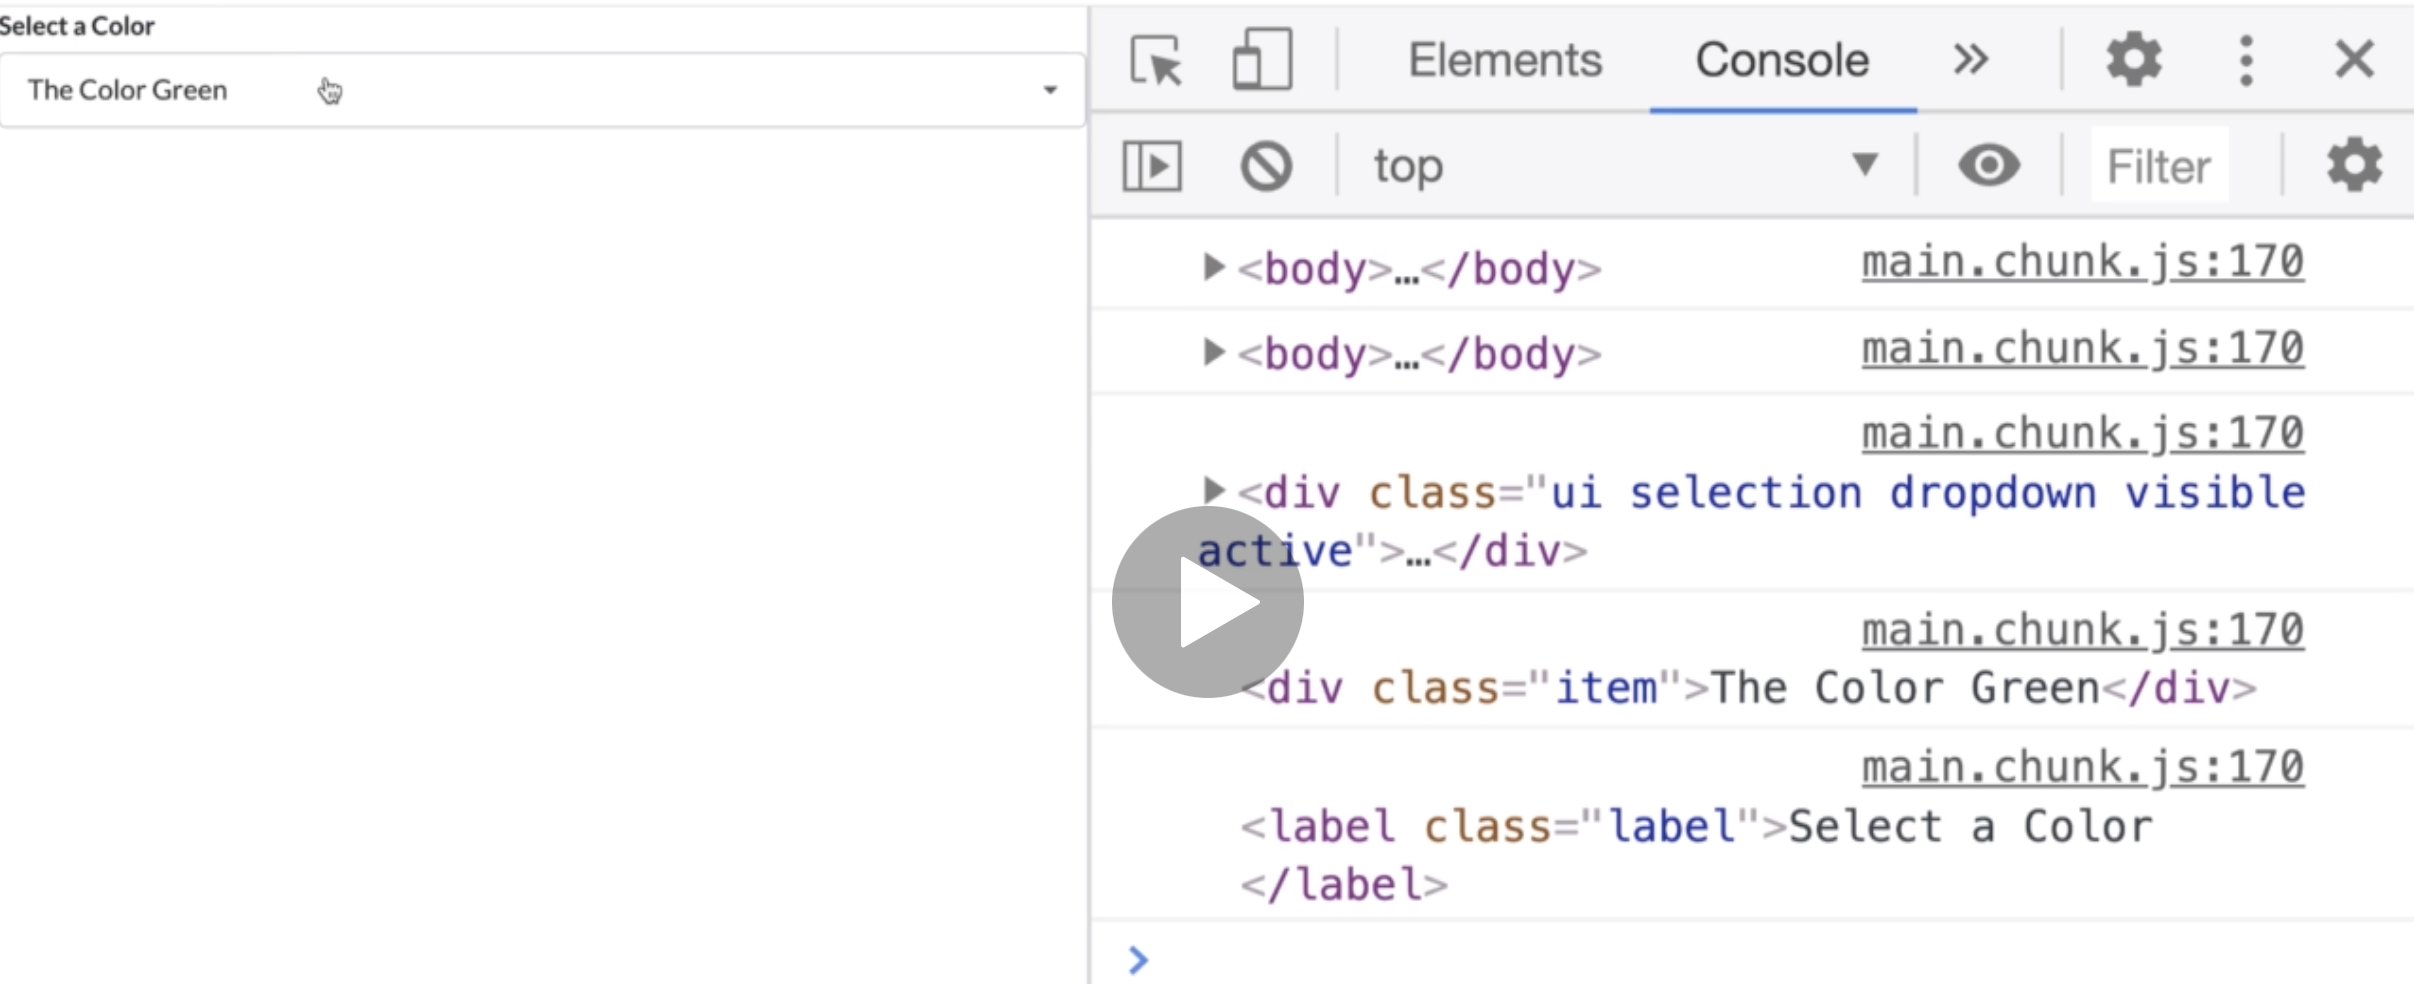 Select a Color
The Color Green
Elements Console
top Filter
<body>…</body> main.chunk.js:170
<body>…</body> main.chunk.js:170
main.chunk.js:170
<div class="ui selection dropdown visible
active">…</div>
main.chunk.js:170
<div class="item">The Color Green</div>
main.chunk.js:170
<label class="label">Select a Color
</label>